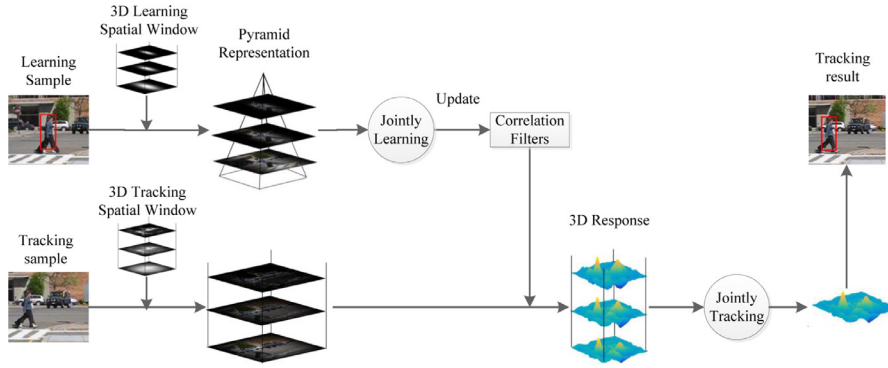 3D Learning
Spatial Window
Learning
Sample
Pyramid
Representation
Jointly
Learning
Update
Correlation
Filters
Tracking
result
3D Tracking
Spatial Window
Tracking
sample
3D Response
Jointly
Tracking